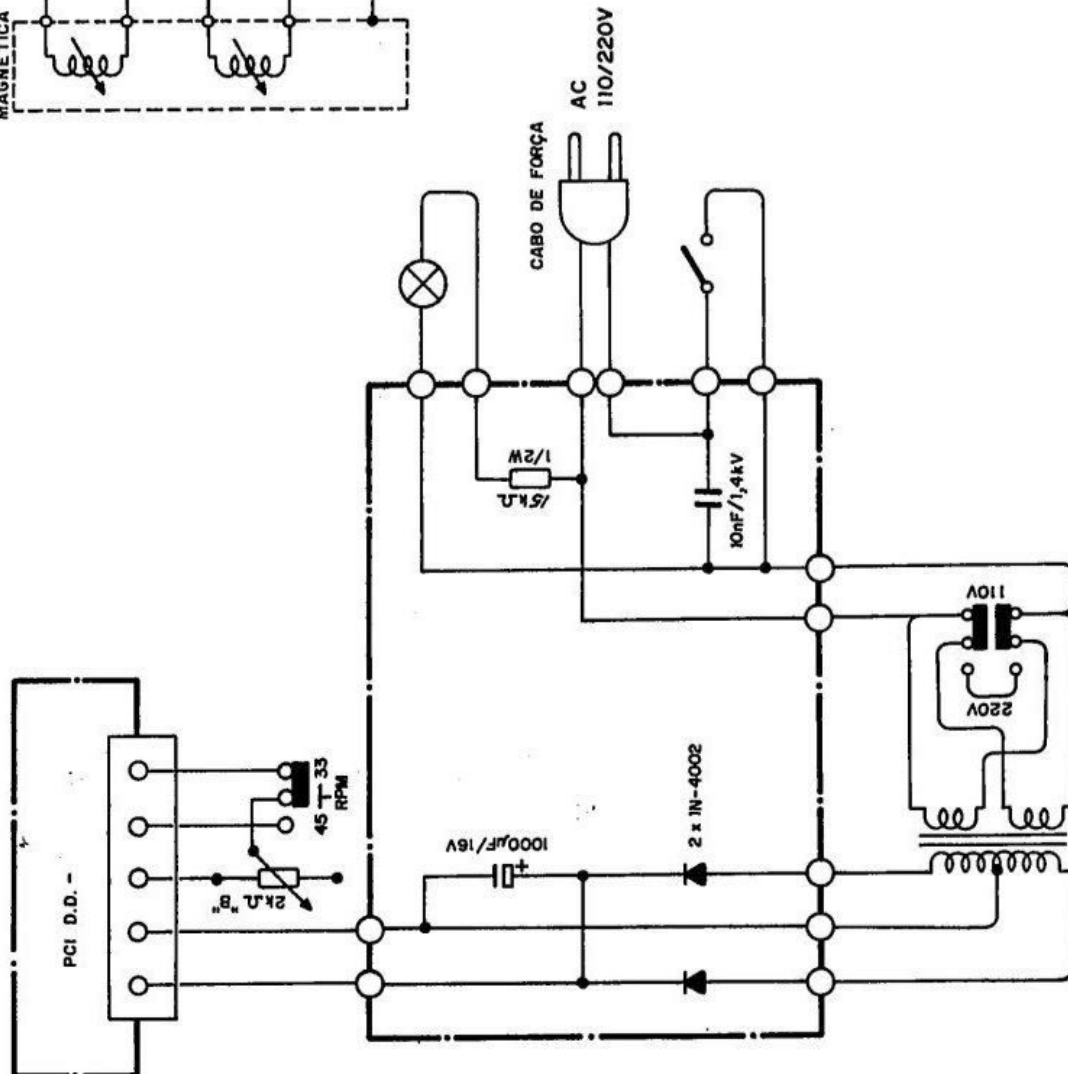 MAGNÉTICA
AC
110/220V
CABO DE FORÇA
15kΩ
1/2W
10nF/1,4kV
110V
220V
PCI D.D. -
45 33
RPM
2kΩ "B"
1000µF/16V
+
2 x 1N-4002